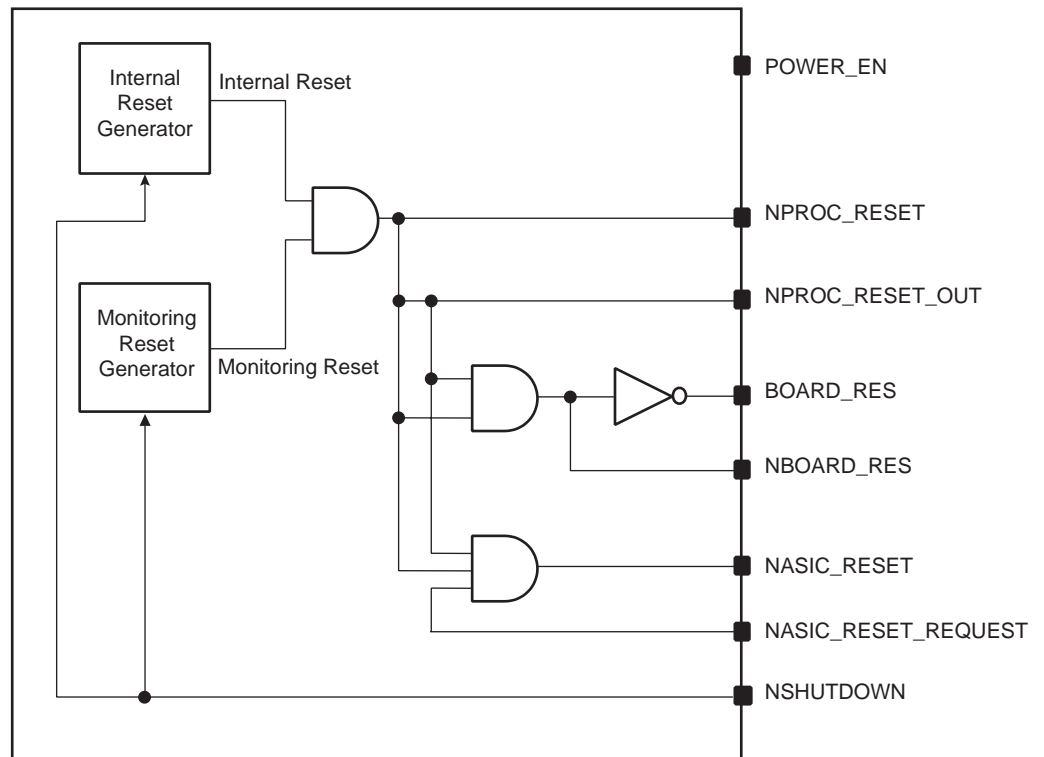 Internal
Reset
Generator
Internal Reset
Monitoring
Reset
Generator
Monitoring Reset
POWER_EN
NPROC_RESET
NPROC_RESET_OUT
BOARD_RES
NBOARD_RES
NASIC_RESET
NASIC_RESET_REQUEST
NSHUTDOWN